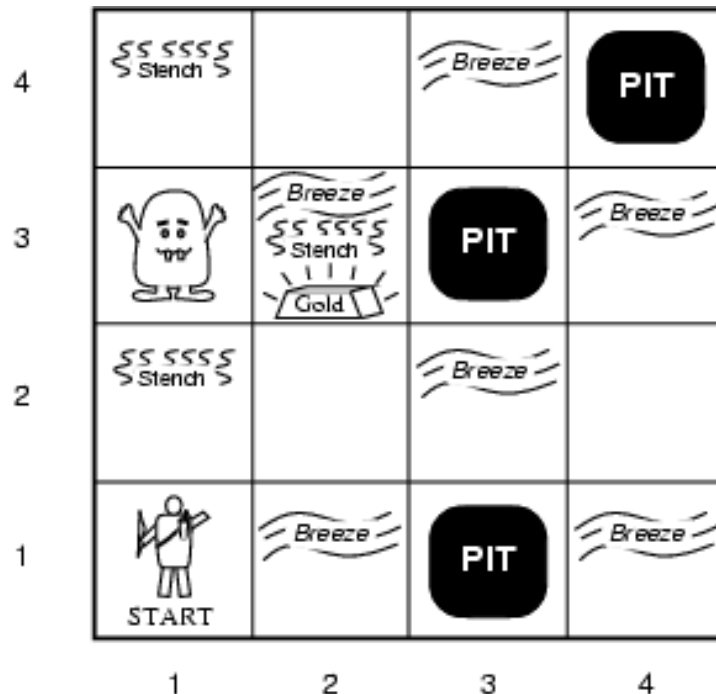 4
Stench
Breeze
PIT
3
Breeze
Stench
Gold
PIT
Breeze
2
Stench
Breeze
1
START
Breeze
PIT
Breeze
1 2 3 4